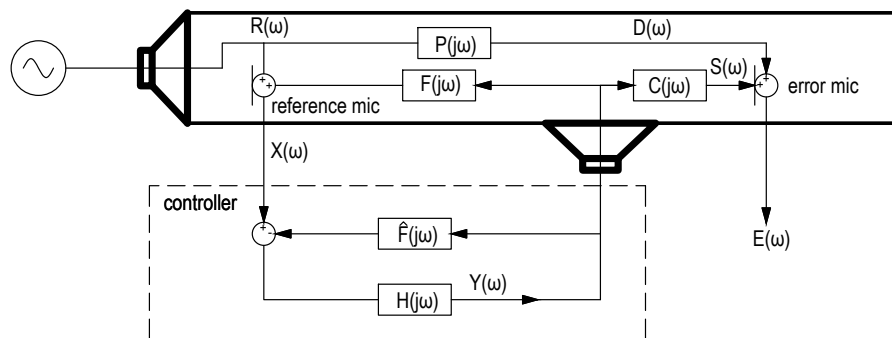 R(ω)
D(ω)
P(jω)
S(ω)
F(jω)
C(jω)
++
+
+
reference mic
error mic
X(ω)
controller
+
-
F̂(jω)
E(ω)
Y(ω)
H(jω)